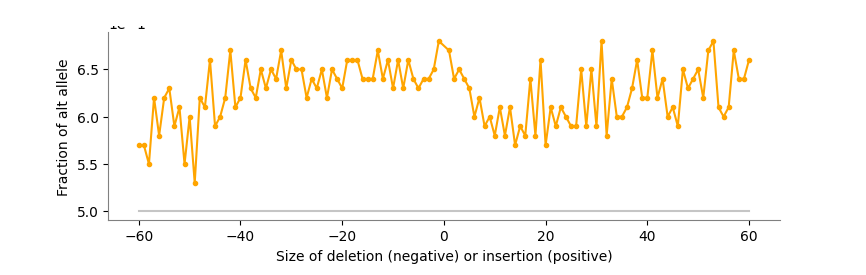 6.5
6.0
5.5
5.0
Fraction of alt allele
−60 −40 −20 0 20 40 60
Size of deletion (negative) or insertion (positive)